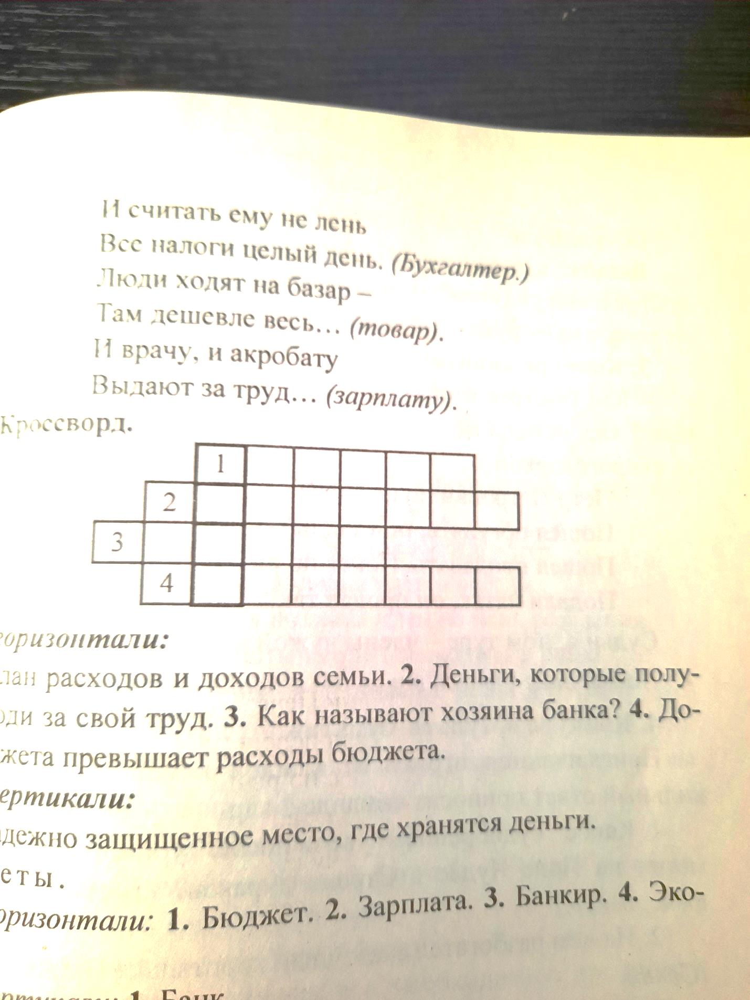 И считать ему не лень
Все налоги целый день. (Бухгалтер.)
Люди ходят на базар –
Там дешевле весь... (товар).
И врачу, и акробату
Выдают за труд... (зарплату).
Кроссворд.
1
2
3
4
горизонтали:
лан расходов и доходов семьи. 2. Деньги, которые полу-
ди за свой труд. 3. Как называют хозяина банка? 4. До-
жета превышает расходы бюджета.
ертикали:
дежно защищенное место, где хранятся деньги.
еты.
оризонтали: 1. Бюджет. 2. Зарплата. 3. Банкир. 4. Эко-
1. Банк.